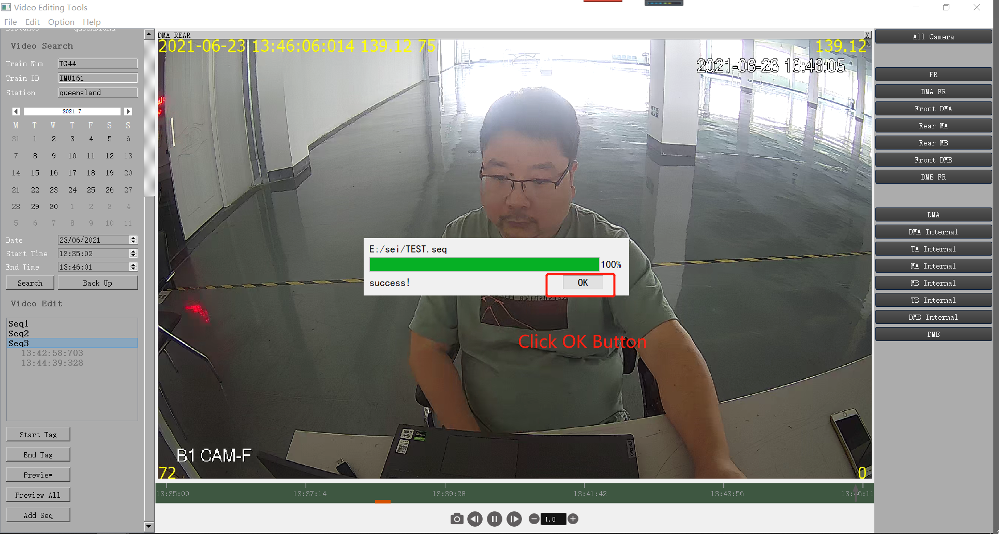 Video Editing Tools
File Edit Option Help
Distance queensland
Video Search
Train Num TG44
Train ID IMU161
Station queensland
2021 7
M T W T F S S
31 1 2 3 4 5 6
7 8 9 10 11 12 13
14 15 16 17 18 19 20
21 22 23 24 25 26 27
28 29 30 1 2 3 4
5 6 7 8 9 10 11
Date 23/06/2021
Start Time 13:35:02
End Time 13:46:01
Search Back Up
Video Edit
Seq1
Seq2
Seq3
13:42:58:703
13:44:39:328
Start Tag
End Tag
Preview
Preview All
Add Seq
DMA REAR X
2021-06-23 13:46:06:014 139.12 75
139.12
2021-06-23 13:46:05
E:/sei/TEST.seq
100%
success! OK
Click OK Button
B1 CAM-F
72
0
13:35:00 13:37:14 13:39:28 13:41:42 13:43:56 13:46:11
1.0
All Camera
FR
DMA FR
Front DMA
Rear MA
Rear MB
Front DMB
DMB FR
DMA
DMA Internal
TA Internal
MA Internal
MB Internal
TB Internal
DMB Internal
DMB